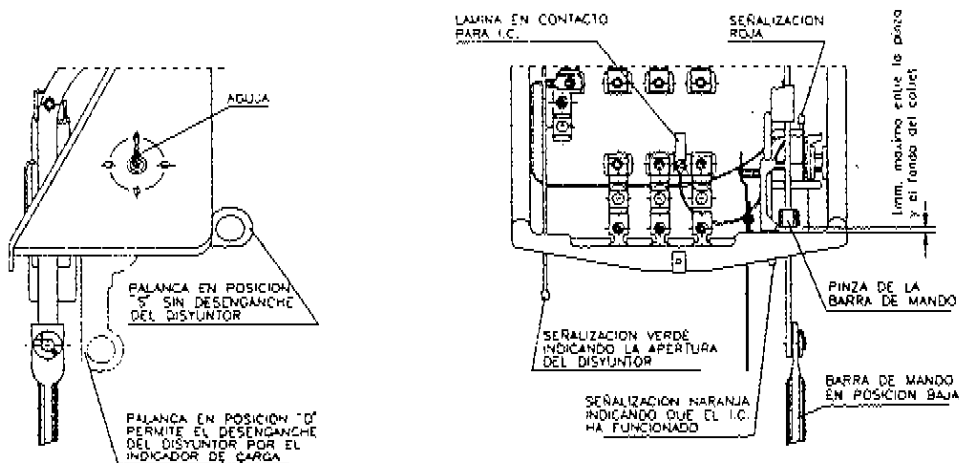 AGUJA
PALANCA EN POSICION
"S" SIN DESENGANCHE
DEL DISYUNTOR
PALANCA EN POSICION "D"
PERMITE EL DESENGANCHE
DEL DISYUNTOR POR EL
INDICADOR DE CARGA
LAMINA EN CONTACTO
PARA I.C.
SEÑALIZACION
ROJA
1mm. maximo entre la pinza
y el fondo del cofret
PINZA DE LA
BARRA DE MANDO
SEÑALIZACION VERDE
INDICANDO LA APERTURA
DEL DISYUNTOR
SEÑALIZACION NARANJA
INDICANDO QUE EL I.C.
HA FUNCIONADO
BARRA DE MANDO
EN POSICION BAJA